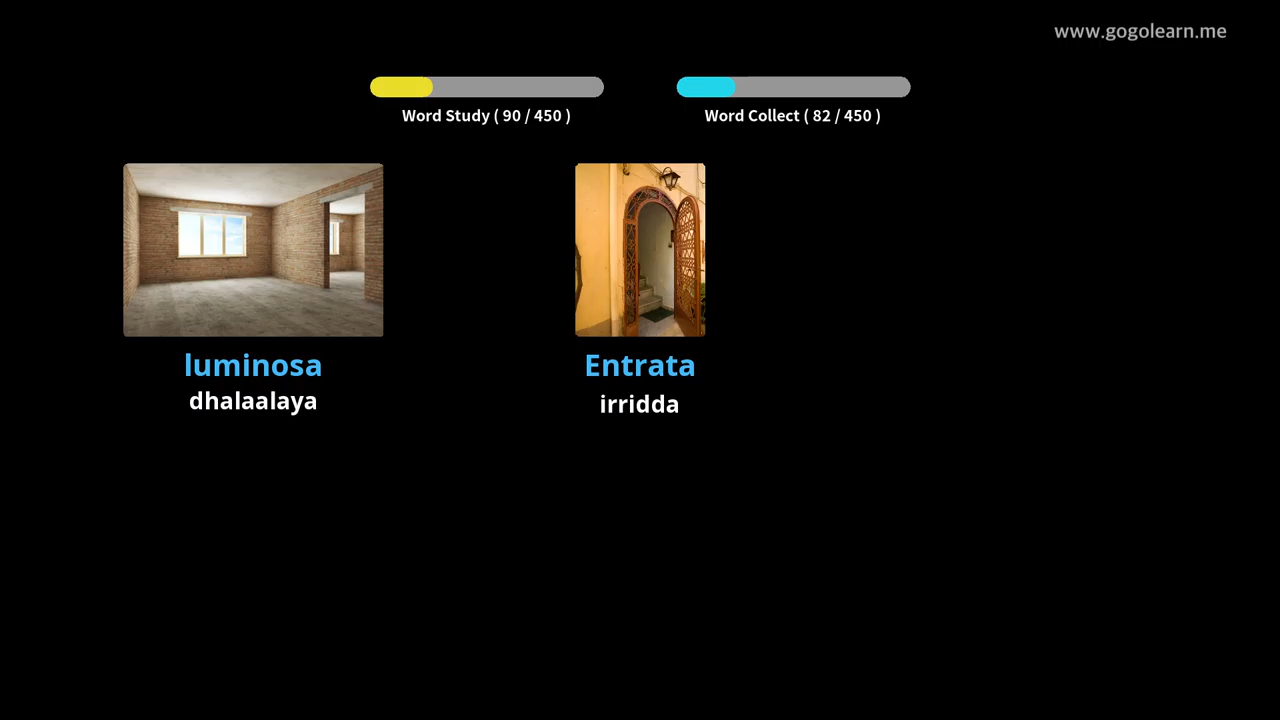 www.gogolearn.me
Word Study ( 90 / 450 )
Word Collect ( 82 / 450 )
luminosa
dhalaalaya
Entrata
irridda